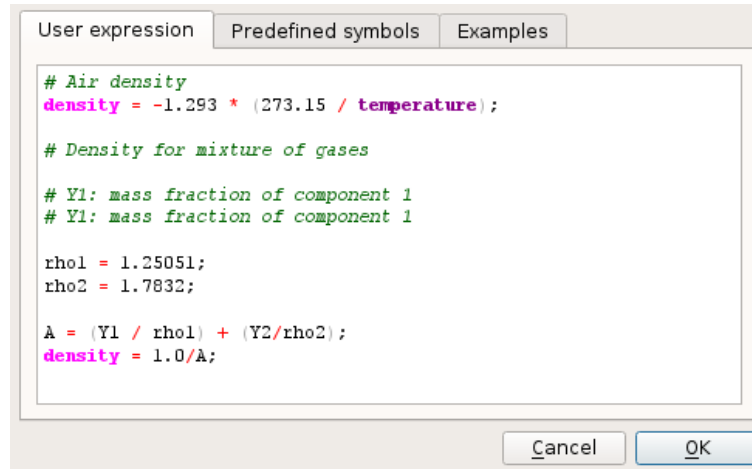 User expression Predefined symbols Examples
# Air density
density = -1.293 * (273.15 / temperature);
# Density for mixture of gases
# Y1: mass fraction of component 1
# Y1: mass fraction of component 1
rho1 = 1.25051;
rho2 = 1.7832;
A = (Y1 / rho1) + (Y2/rho2);
density = 1.0/A;
Cancel OK